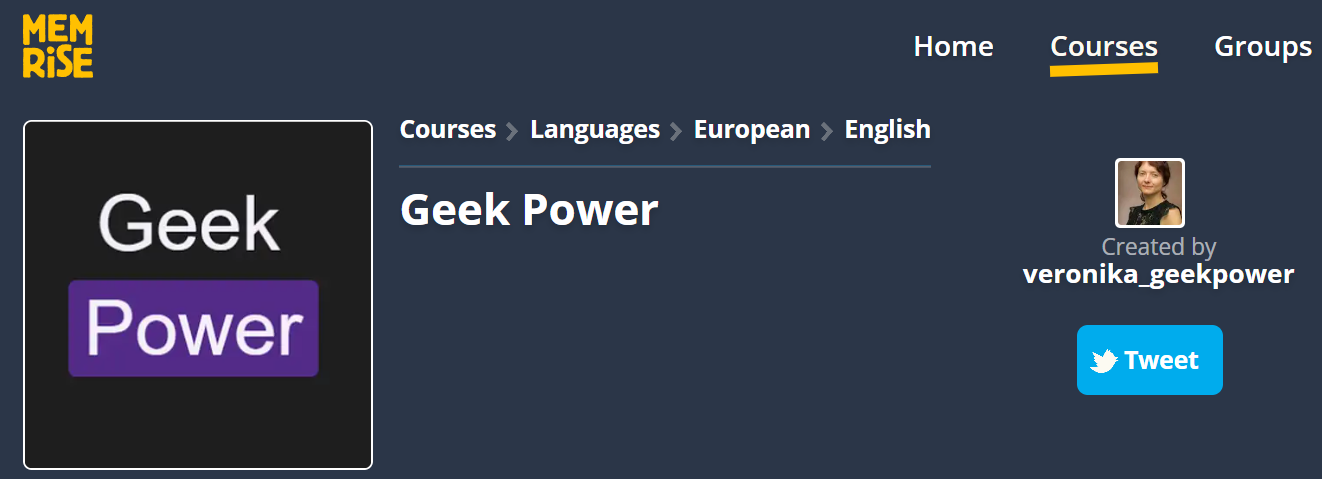 MEM
RiSE
Home
Courses
Groups
Courses > Languages > European > English
Geek Power
Geek
Power
Created by
veronika_geekpower
Tweet